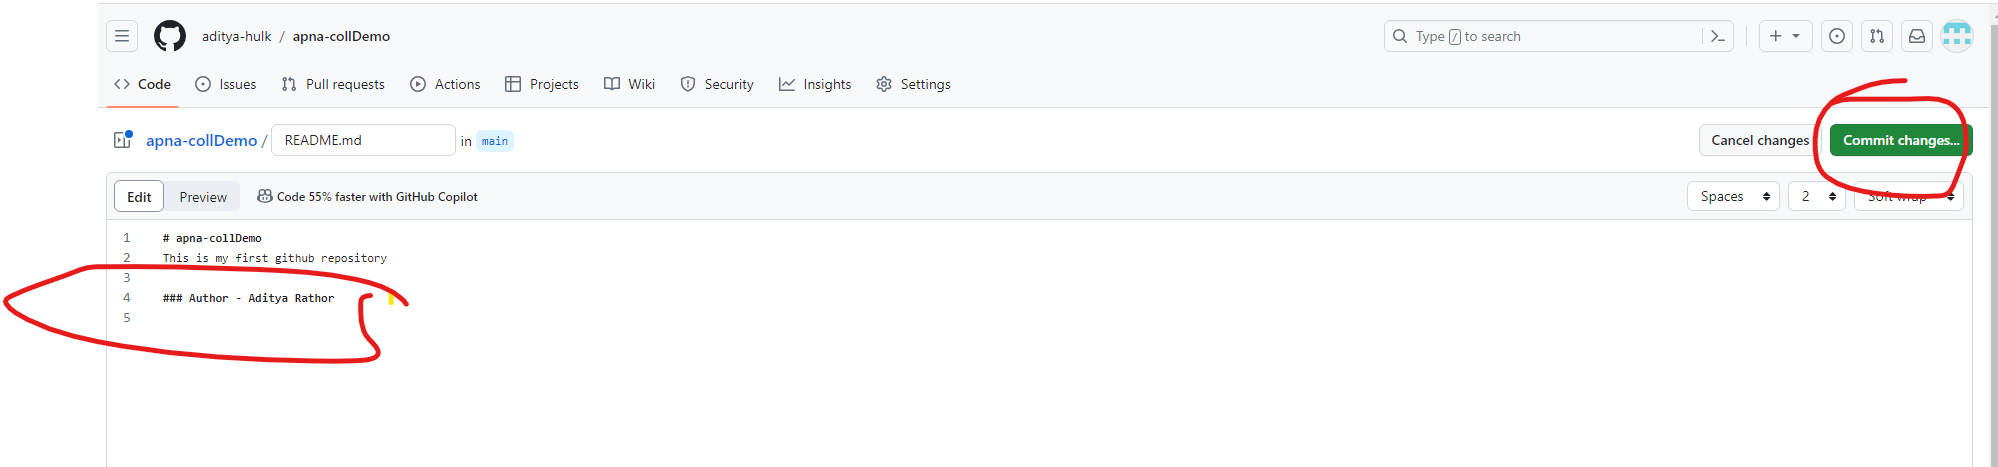 aditya-hulk / apna-collDemo
Type / to search
Code Issues Pull requests Actions Projects Wiki Security Insights Settings
apna-collDemo / README.md in main
Cancel changes Commit changes...
Edit Preview Code 55% faster with GitHub Copilot
Spaces 2 Soft wrap
1 # apna-collDemo
2 This is my first github repository
3
4 ### Author - Aditya Rathor
5